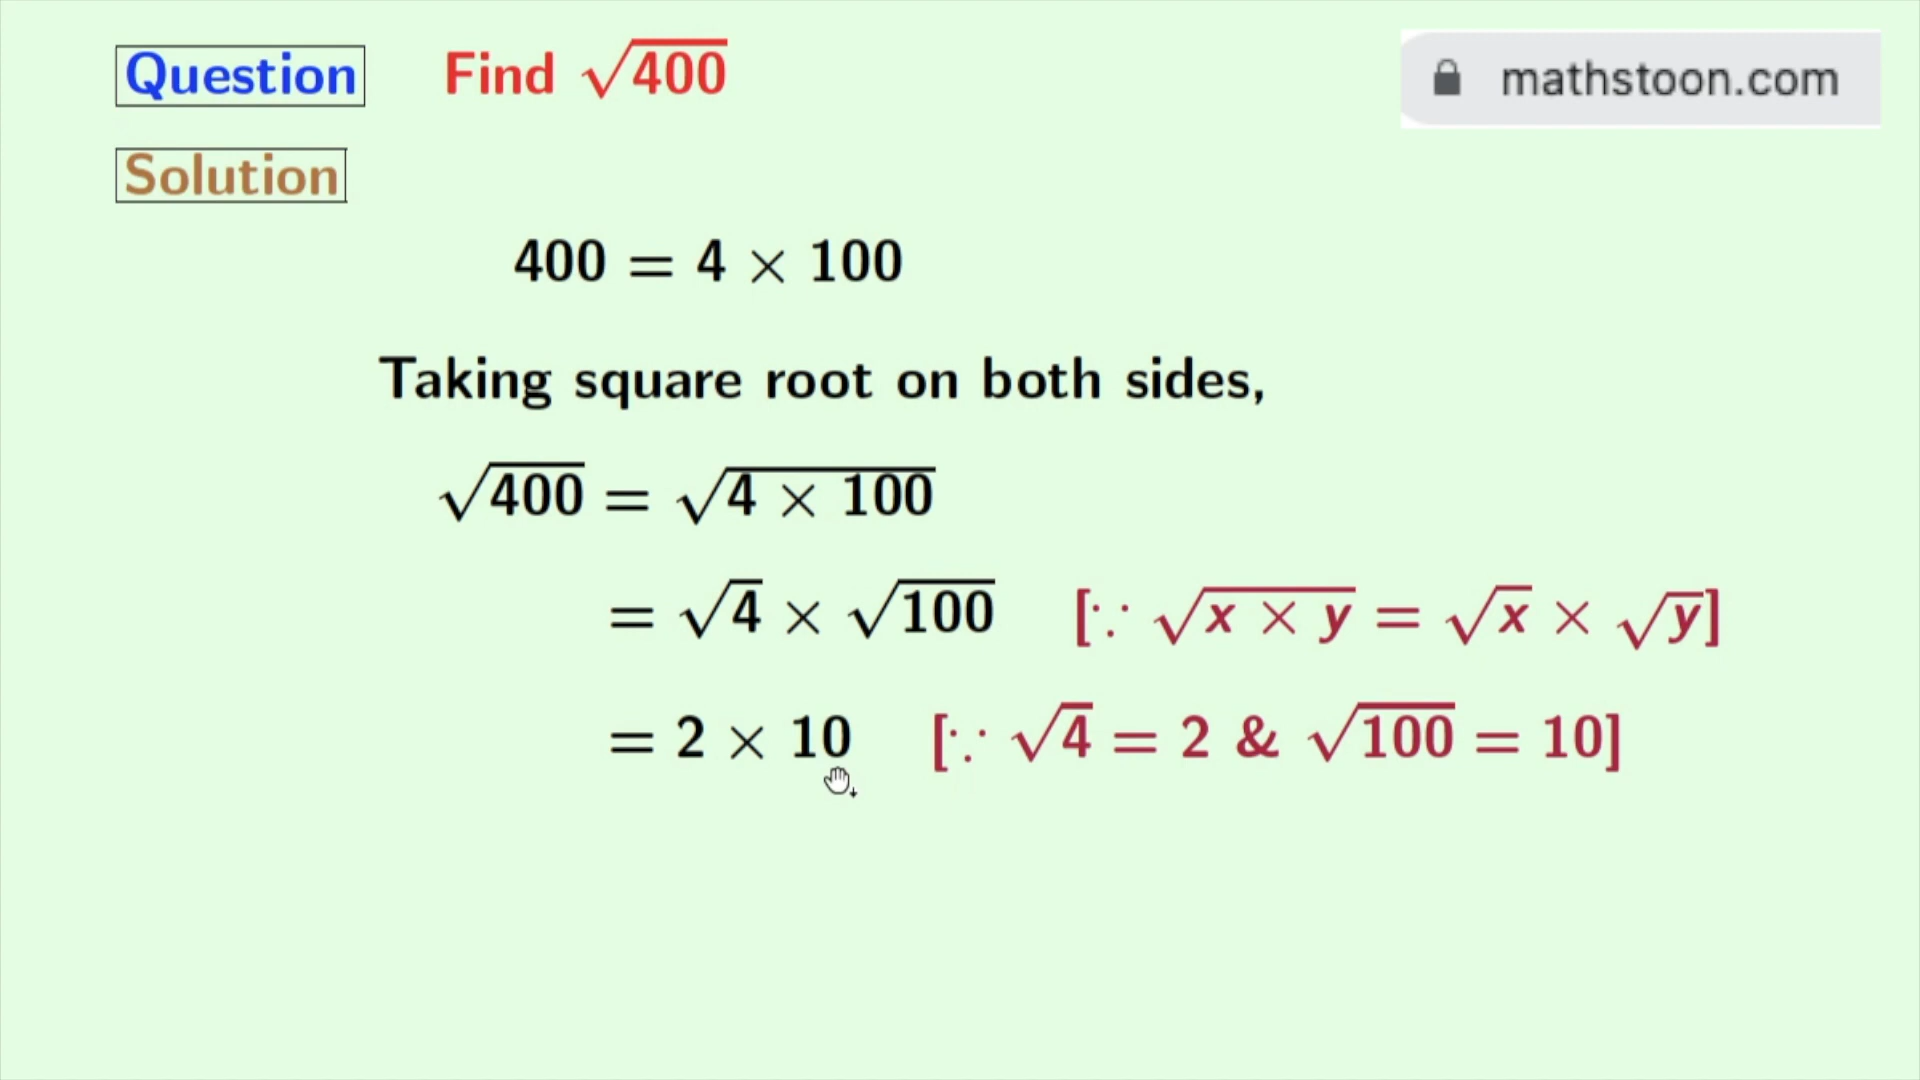 Question Find √400 mathstoon.com
Solution
400 = 4 × 100
Taking square root on both sides,
√400 = √4 × 100
= √4 × √100 [∵ √x × y = √x × √y]
= 2 × 10 [∵ √4 = 2 & √100 = 10]